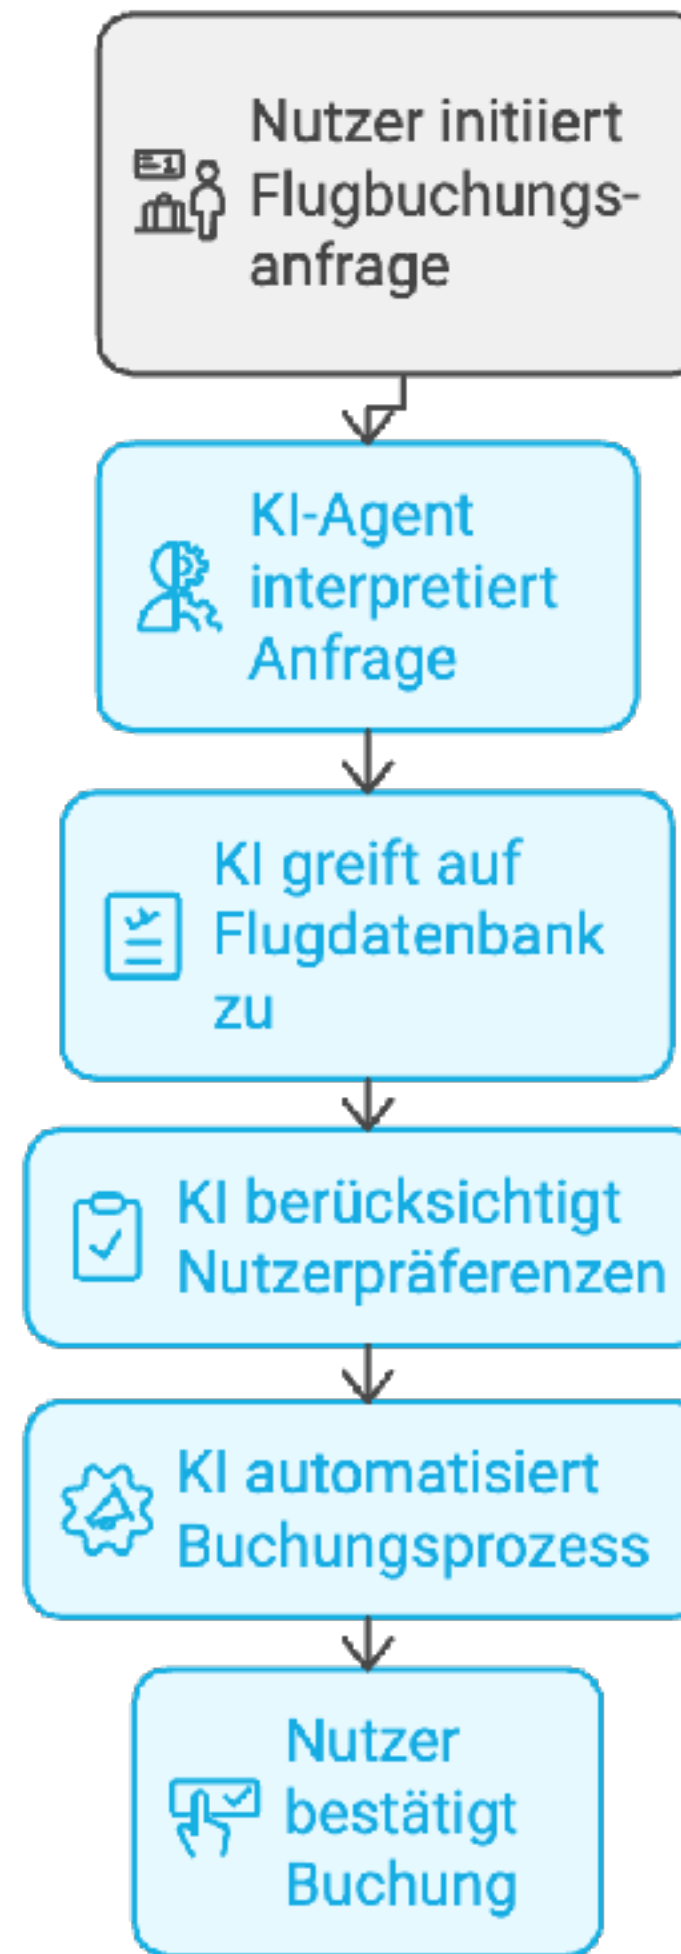 Nutzer initiiert
Flugbuchungs-
anfrage
KI-Agent
interpretiert
Anfrage
KI greift auf
Flugdatenbank
zu
KI berücksichtigt
Nutzerpräferenzen
KI automatisiert
Buchungsprozess
Nutzer
bestätigt
Buchung